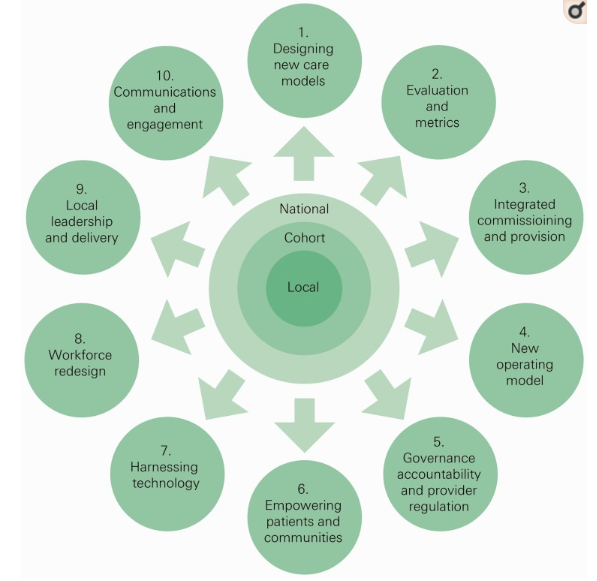 1.
Designing
new care
models
2.
Evaluation
and
metrics
3.
Integrated
commissioining
and provision
4.
New
operating
model
5.
Governance
accountability
and provider
regulation
6.
Empowering
patients and
communities
7.
Harnessing
technology
8.
Workforce
redesign
9.
Local
leadership
and delivery
10.
Communications
and
engagement
National
Cohort
Local